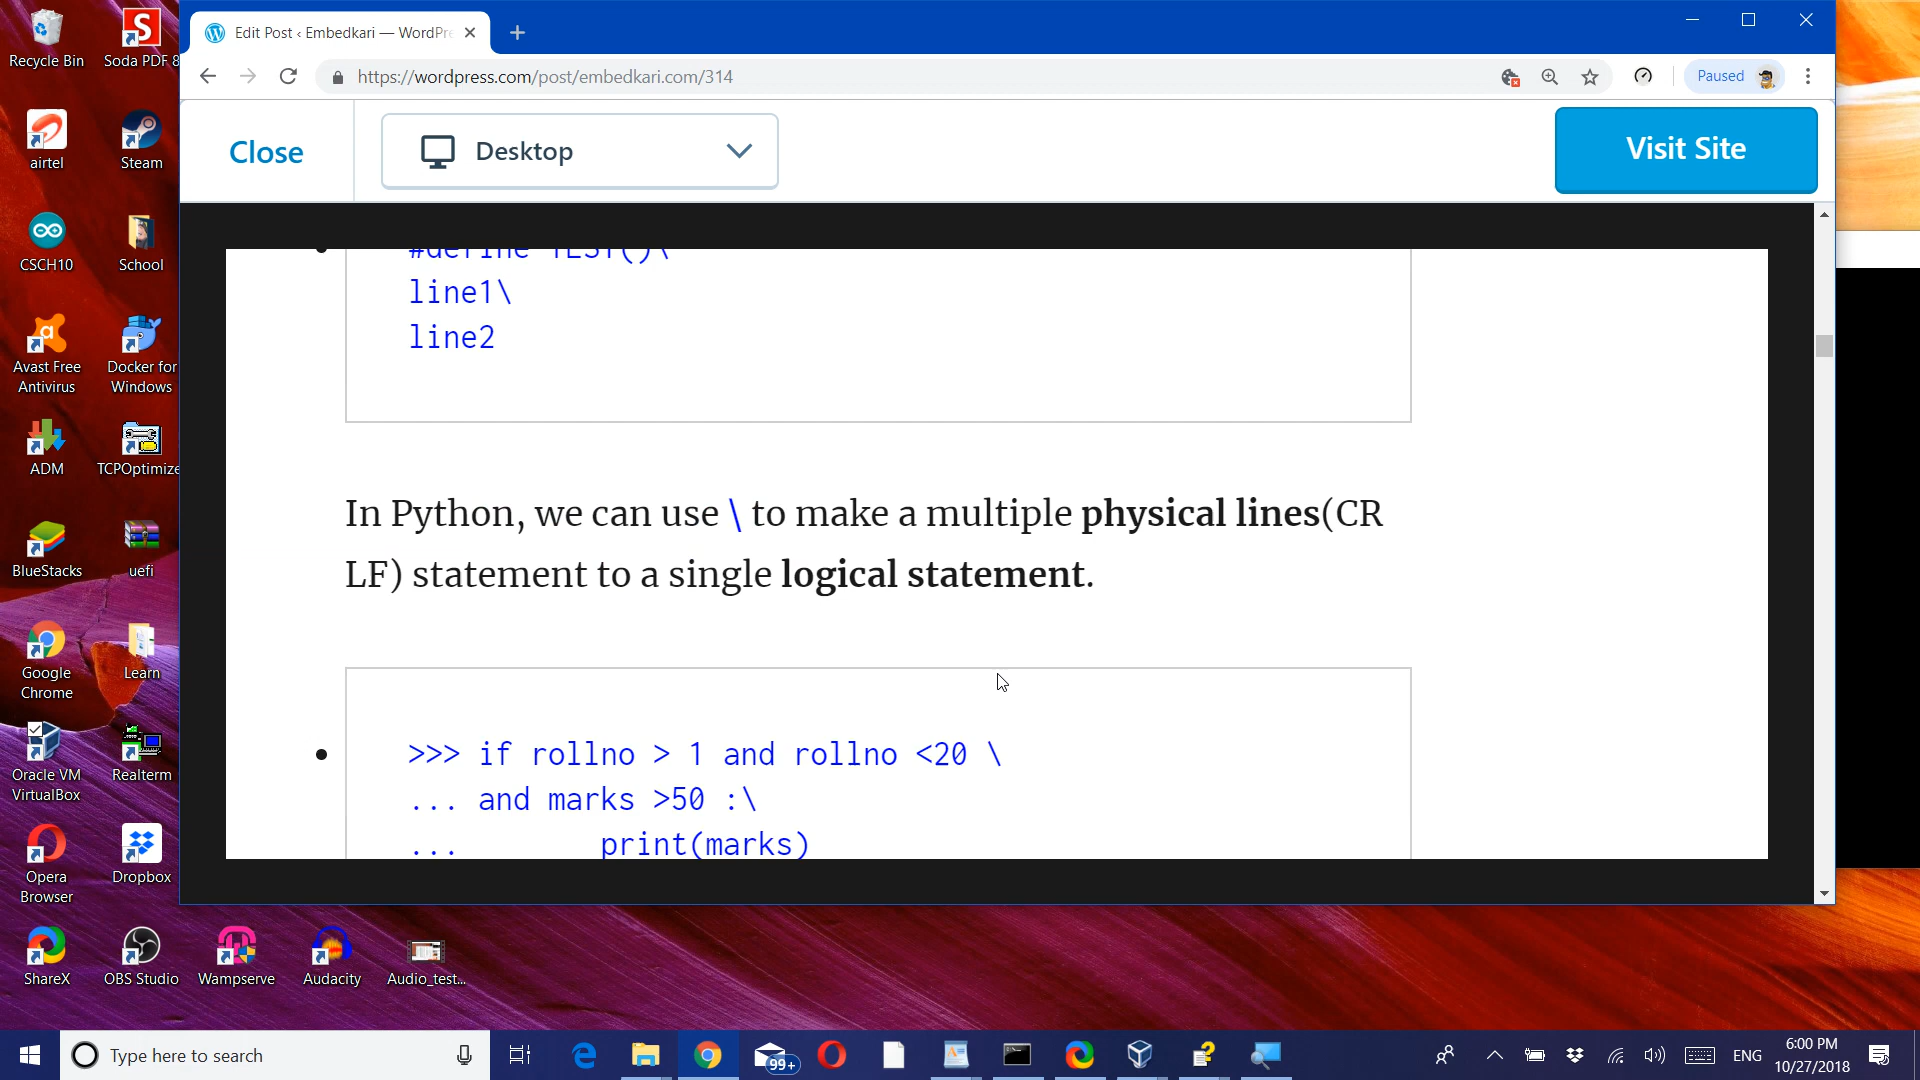 Recycle Bin
Soda PDF 8
airtel
Steam
CSCH10
School
Avast Free
Antivirus
Docker for
Windows
ADM
TCPOptimize
BlueStacks
uefi
Google
Chrome
Learn
Oracle VM
VirtualBox
Realterm
Opera
Browser
Dropbox
ShareX
OBS Studio
Wampserve
Audacity
Audio_test...
Edit Post ‹ Embedkari — WordPre
https://wordpress.com/post/embedkari.com/314
Paused
Close
Desktop
Visit Site
#define TEST()\
line1\
line2
In Python, we can use \ to make a multiple physical lines(CR
LF) statement to a single logical statement.
>>> if rollno > 1 and rollno <20 \
... and marks >50 :\
... print(marks)
Type here to search
99+
ENG
6:00 PM
10/27/2018